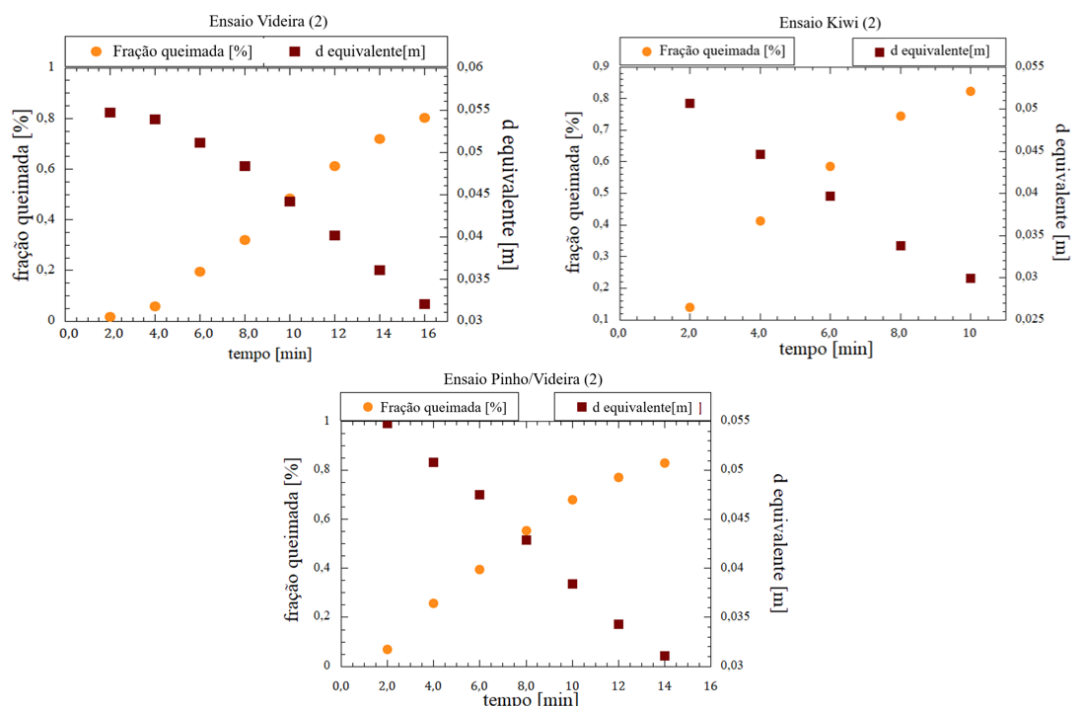 Ensaio Videira (2)
Fração queimada [%] d equivalente[m]
1
0,8
0,6
0,4
0,2
0
fração queimada [%]
0,06
0,055
0,05
0,045
0,04
0,035
0,03
d equivalente [m]
0,0 2,0 4,0 6,0 8,0 10 12 14 16
tempo [min]
Ensaio Kiwi (2)
Fração queimada [%] d equivalente[m]
0,9
0,8
0,7
0,6
0,5
0,4
0,3
0,2
0,1
fração queimada [%]
0,055
0,05
0,045
0,04
0,035
0,03
0,025
d equivalente [m]
0,0 2,0 4,0 6,0 8,0 10
tempo [min]
Ensaio Pinho/Videira (2)
Fração queimada [%] d equivalente[m] ]
1
0,8
0,6
0,4
0,2
0
fração queimada [%]
0,055
0,05
0,045
0,04
0,035
0,03
d equivalente [m]
0,0 2,0 4,0 6,0 8,0 10 12 14 16
tempo [min]